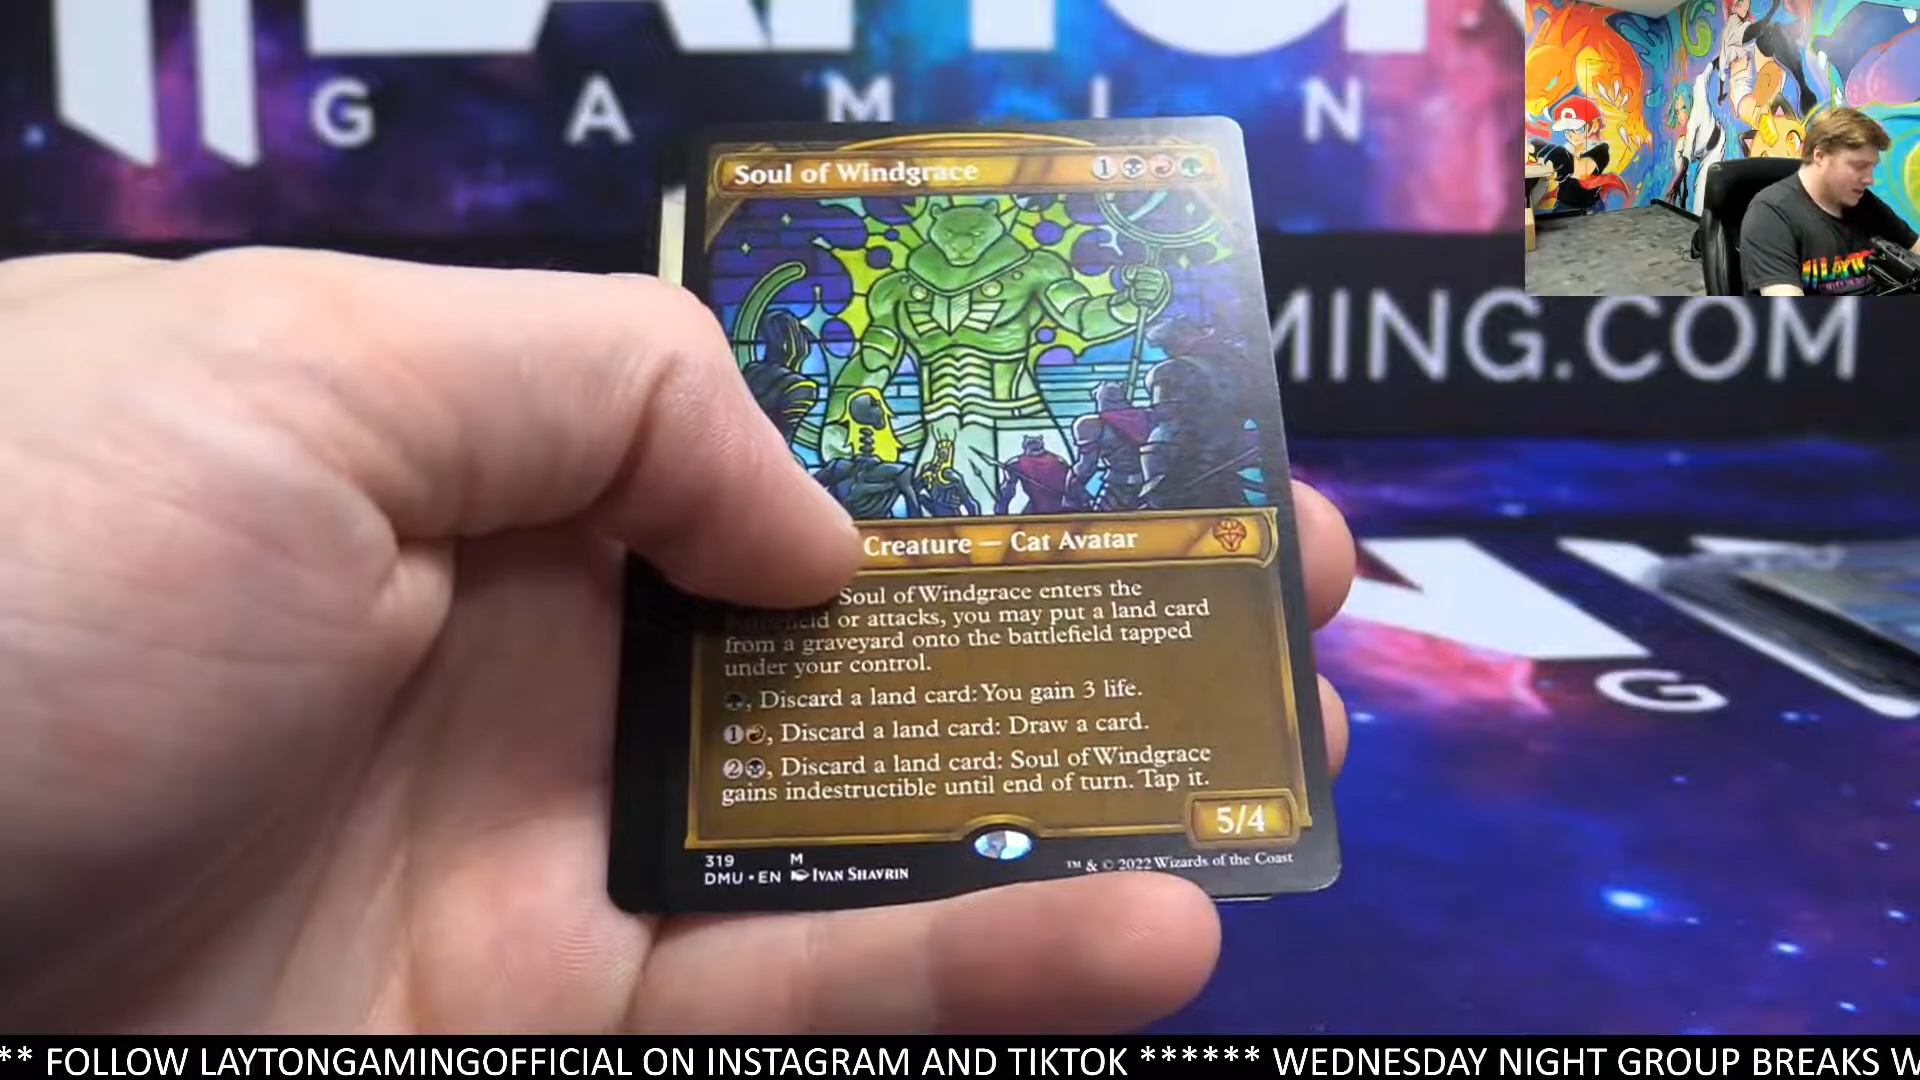 G A M I N
Soul of Windgrace 1
MING.COM
Creature — Cat Avatar
Soul of Windgrace enters the
or attacks, you may put a land card
from a graveyard onto the battlefield tapped
under your control.
, Discard a land card: You gain 3 life.
1, Discard a land card: Draw a card.
2, Discard a land card: Soul of Windgrace
gains indestructible until end of turn. Tap it.
5/4
319 M
DMU • EN IVAN SHAVRIN
™ & © 2022 Wizards of the Coast
G
** FOLLOW LAYTONGAMINGOFFICIAL ON INSTAGRAM AND TIKTOK ****** WEDNESDAY NIGHT GROUP BREAKS W